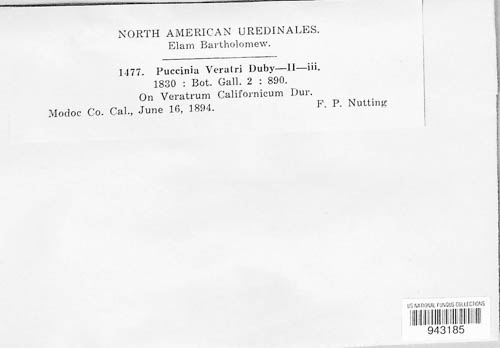 NORTH AMERICAN UREDINALES.
Elam Bartholomew.
1477. Puccinia Veratri Duby—II—iii.
1830 : Bot. Gall. 2 : 890.
On Veratrum Californicum Dur.
Modoc Co. Cal., June 16, 1894. F. P. Nutting
US NATIONAL FUNGUS COLLECTIONS
943185